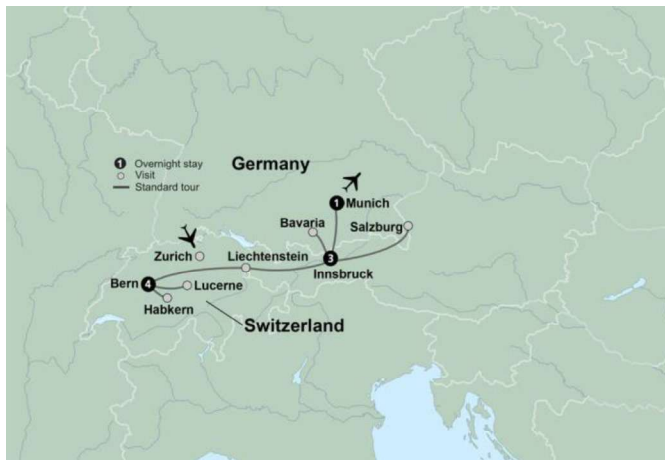 1 Overnight stay
Visit
Standard tour
Germany
1 Munich
Bavaria
Salzburg
Zurich
Liechtenstein
3
Innsbruck
Bern 4
Lucerne
Habkern
Switzerland